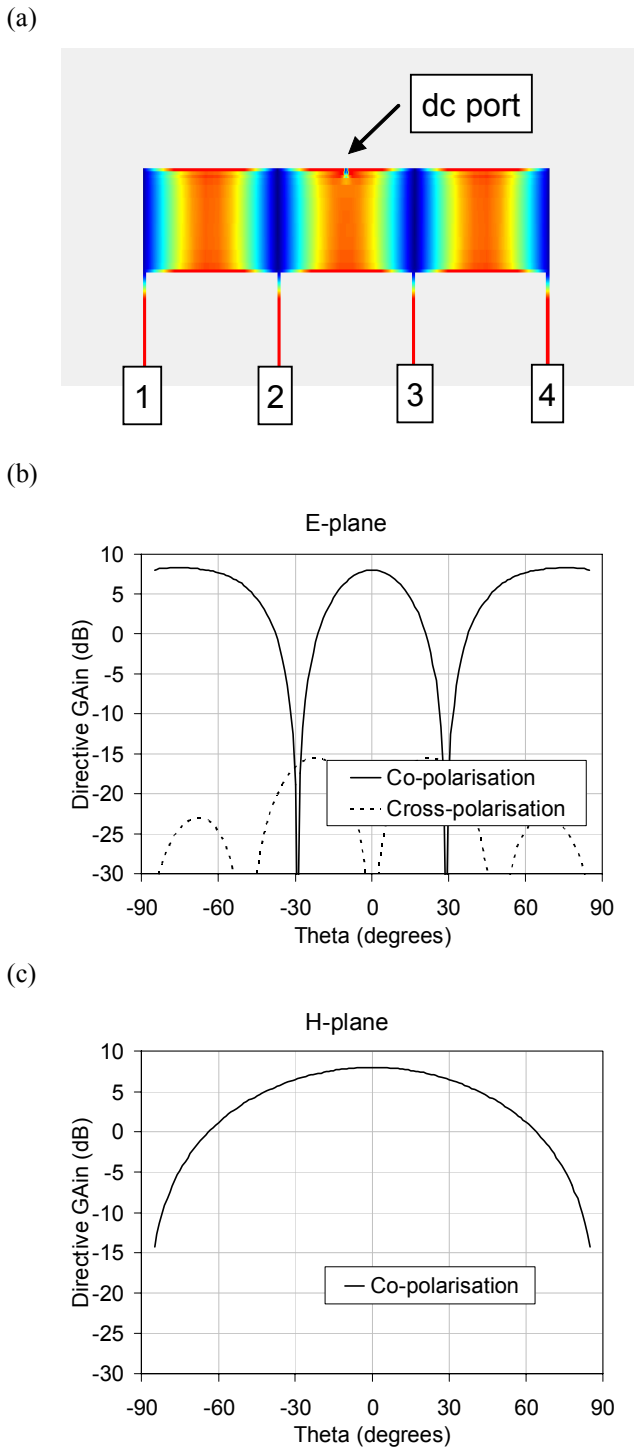 (a)
dc port
1 2 3 4
(b)
E-plane
Directive GAin (dB)
10
5
0
-5
-10
-15
-20
-25
-30
Co-polarisation
Cross-polarisation
-90 -60 -30 0 30 60 90
Theta (degrees)
(c)
H-plane
Directive GAin (dB)
10
5
0
-5
-10
-15
-20
-25
-30
Co-polarisation
-90 -60 -30 0 30 60 90
Theta (degrees)